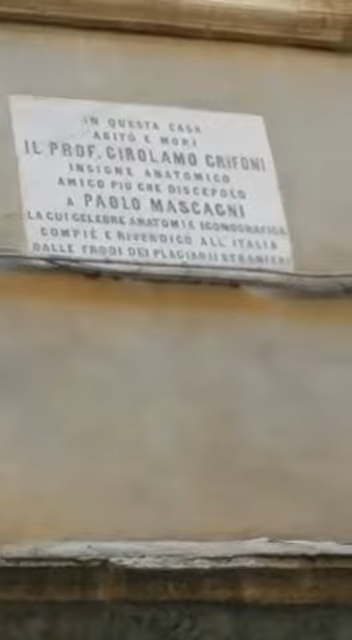 IN QUESTA CASA
ABITÒ E MORÌ
IL PROF. GIROLAMO GRIFONI
INSIGNE ANATOMICO
AMICO PIÙ CHE DISCEPOLO
A PAOLO MASCAGNI
LA CUI CELEBRE ANATOMIA ICONOGRAFICA
COMPIÈ E RIVENDICÒ ALL'ITALIA
DALLE FRODI DEI PLAGIARII STRANIERI